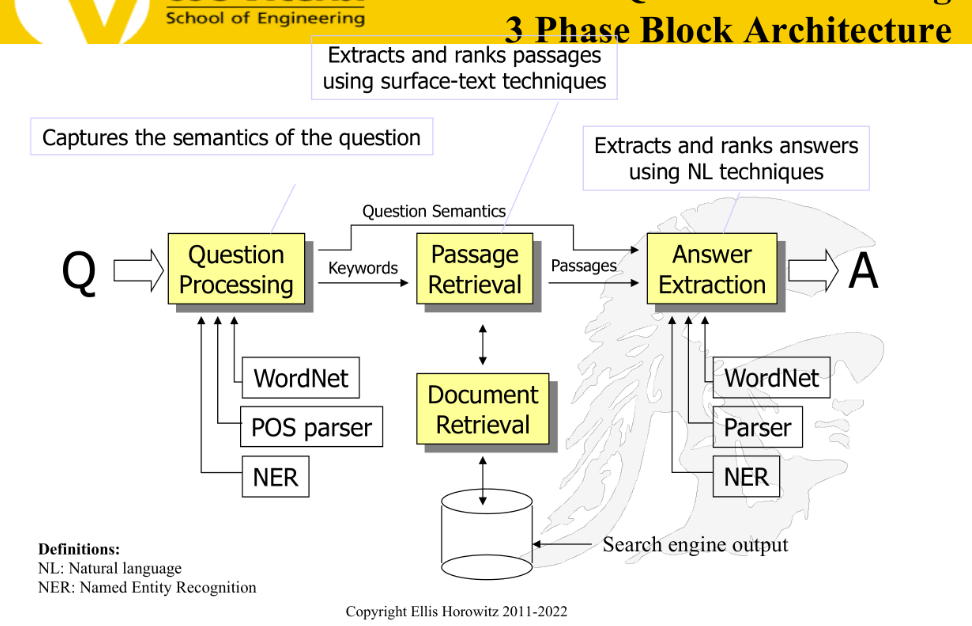 School of Engineering
3 Phase Block Architecture
Extracts and ranks passages
using surface-text techniques
Captures the semantics of the question
Extracts and ranks answers
using NL techniques
Question Semantics
Q
Question
Processing
Keywords
Passage
Retrieval
Passages
Answer
Extraction
A
WordNet
POS parser
NER
Document
Retrieval
WordNet
Parser
NER
Search engine output
Definitions:
NL: Natural language
NER: Named Entity Recognition
Copyright Ellis Horowitz 2011-2022